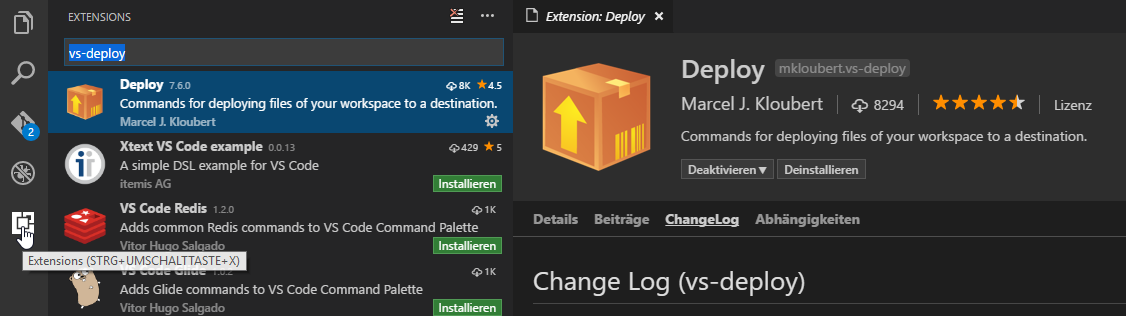 EXTENSIONS
vs-deploy
Deploy 7.6.0 8K 4.5
Commands for deploying files of your workspace to a destination.
Marcel J. Kloubert
Xtext VS Code example 0.0.13 429 5
A simple DSL example for VS Code
itemis AG Installieren
VS Code Redis 1.2.0 1K
Adds common Redis commands to VS Code Command Palette
Vitor Hugo Salgado Installieren
VS Code Glide 1.0.2 1K
Adds Glide commands to VS Code Command Palette
Vitor Hugo Salgado Installieren
2
Extensions (STRG+UMSCHALTTASTE+X)
Extension: Deploy
Deploy mkloubert.vs-deploy
Marcel J. Kloubert 8294 Lizenz
Commands for deploying files of your workspace to a destination.
Deaktivieren Deinstallieren
Details Beiträge ChangeLog Abhängigkeiten
Change Log (vs-deploy)